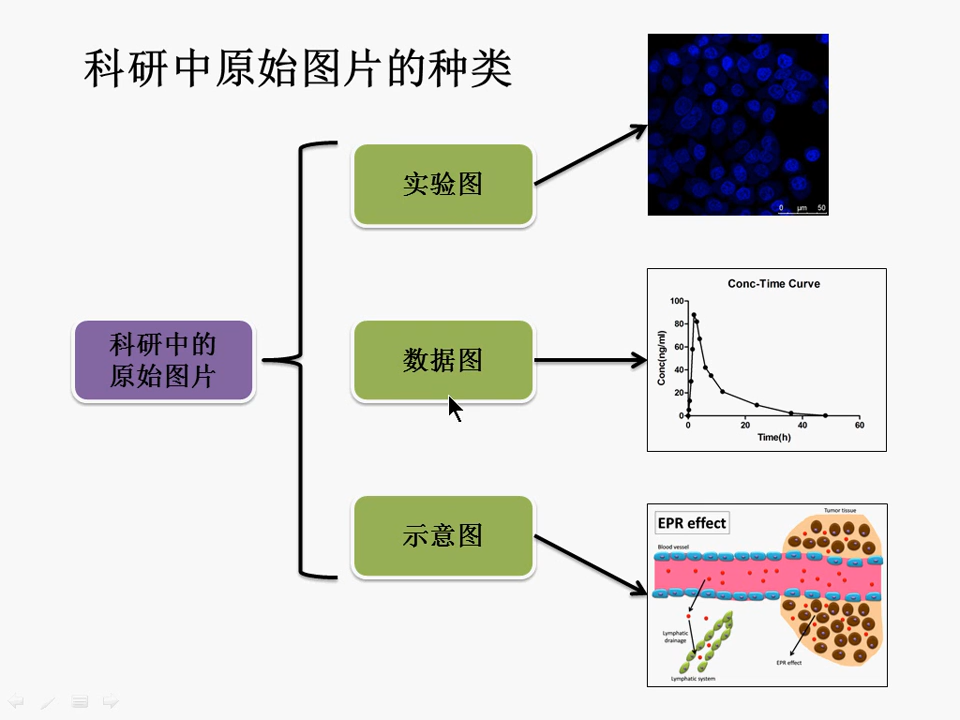 科研中原始图片的种类
实验图
0 μm 50
科研中的
原始图片
数据图
Conc-Time Curve
Conc(ng/ml)
100
80
60
40
20
0
0 20 40 60
Time(h)
示意图
EPR effect
Tumor tissue
Blood vessel
Lymphatic
drainage
EPR effect
Lymphatic system